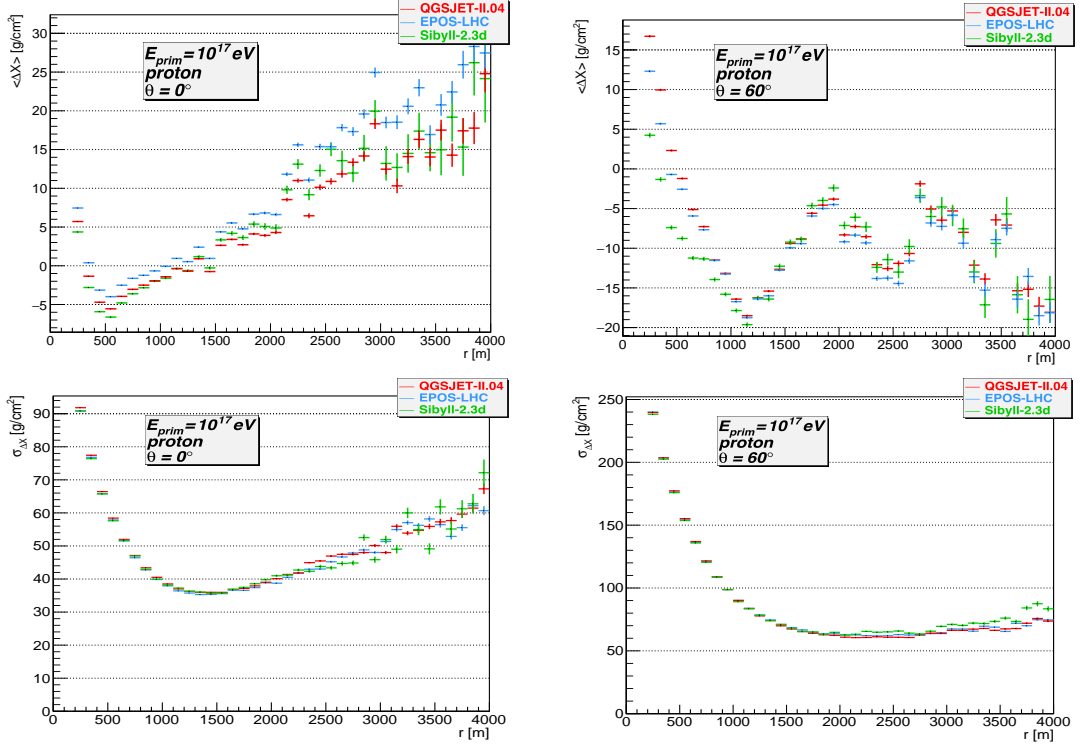 QGSJET-II.04
EPOS-LHC
Sibyll-2.3d
E_prim=10^17 eV
proton
θ = 0°
<ΔX> [g/cm²]
30
25
20
15
10
5
0
−5
0 500 1000 1500 2000 2500 3000 3500 4000
r [m]
QGSJET-II.04
EPOS-LHC
Sibyll-2.3d
E_prim=10^17 eV
proton
θ = 60°
<ΔX> [g/cm²]
15
10
5
0
−5
−10
−15
−20
0 500 1000 1500 2000 2500 3000 3500 4000
r [m]
QGSJET-II.04
EPOS-LHC
Sibyll-2.3d
E_prim=10^17 eV
proton
θ = 0°
σ_ΔX [g/cm²]
90
80
70
60
50
40
30
20
10
0
0 500 1000 1500 2000 2500 3000 3500 4000
r [m]
QGSJET-II.04
EPOS-LHC
Sibyll-2.3d
E_prim=10^17 eV
proton
θ = 60°
σ_ΔX [g/cm²]
250
200
150
100
50
0
0 500 1000 1500 2000 2500 3000 3500 4000
r [m]